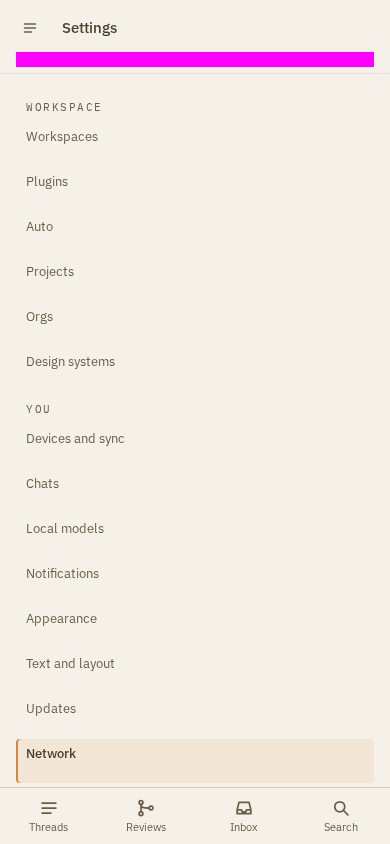 Settings
WORKSPACE
Workspaces
Plugins
Auto
Projects
Orgs
Design systems
YOU
Devices and sync
Chats
Local models
Notifications
Appearance
Text and layout
Updates
Network
Threads
Reviews
Inbox
Search